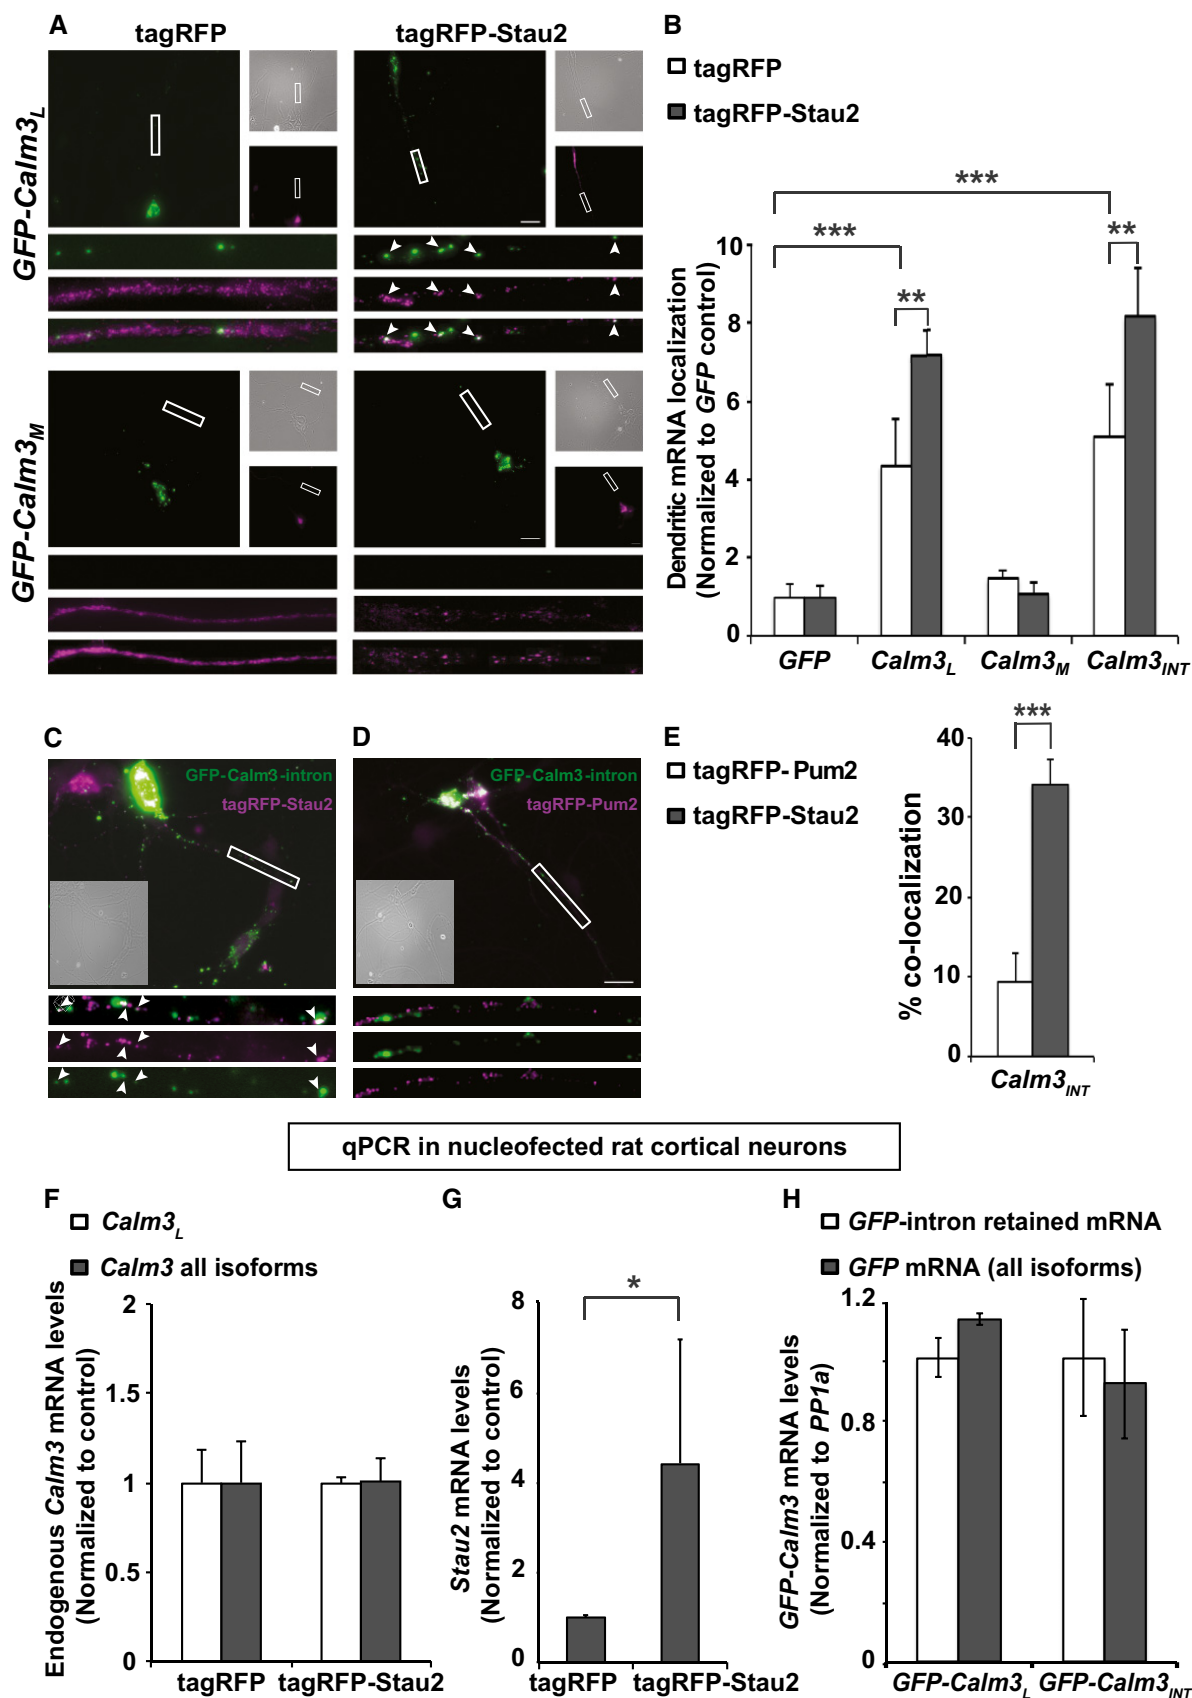 A
tagRFP
tagRFP-Stau2
GFP-Calm3L
GFP-Calm3M
B
tagRFP
tagRFP-Stau2
Dendritic mRNA localization
(Normalized to GFP control)
10
8
6
4
2
0
***
***
**
**
GFP
Calm3L
Calm3M
Calm3INT
C
GFP-Calm3-intron
tagRFP-Stau2
D
GFP-Calm3-intron
tagRFP-Pum2
E
tagRFP-Pum2
tagRFP-Stau2
% co-localization
40
30
20
10
0
***
Calm3INT
qPCR in nucleofected rat cortical neurons
F
Calm3L
Calm3 all isoforms
Endogenous Calm3 mRNA levels
(Normalized to control)
2
1.5
1
0.5
0
tagRFP
tagRFP-Stau2
G
Stau2 mRNA levels
(Normalized to control)
8
6
4
2
0
*
tagRFP
tagRFP-Stau2
H
GFP-intron retained mRNA
GFP mRNA (all isoforms)
GFP-Calm3 mRNA levels
(Normalized to PP1a)
1.2
0.8
0.4
0
GFP-Calm3L
GFP-Calm3INT